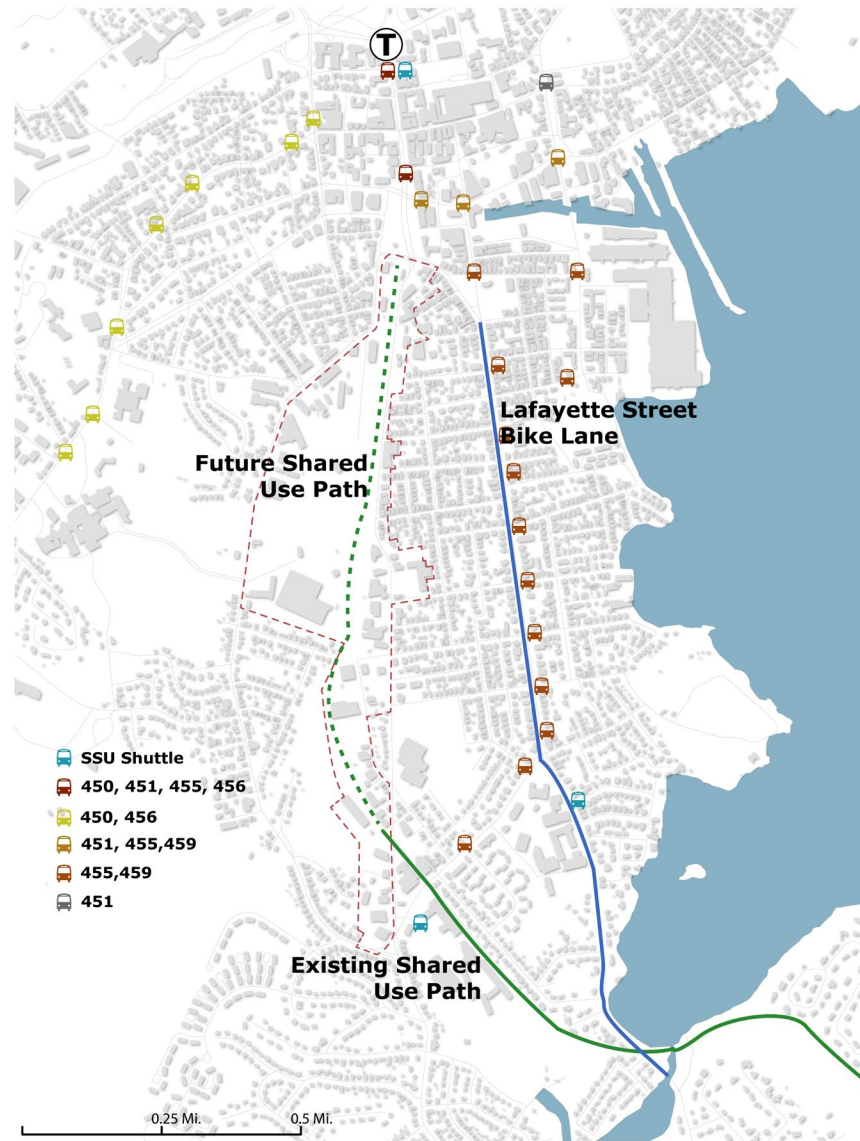 T
Lafayette Street
Bike Lane
Future Shared
Use Path
SSU Shuttle
450, 451, 455, 456
450, 456
451, 455,459
455,459
451
Existing Shared
Use Path
0.25 Mi.
0.5 Mi.